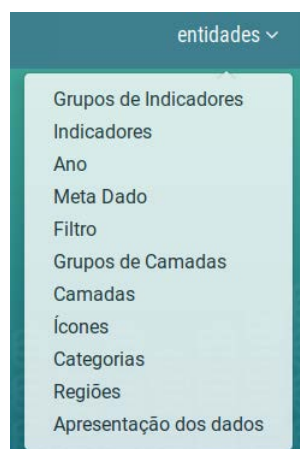 entidades
Grupos de Indicadores
Indicadores
Ano
Meta Dado
Filtro
Grupos de Camadas
Camadas
Ícones
Categorias
Regiões
Apresentação dos dados